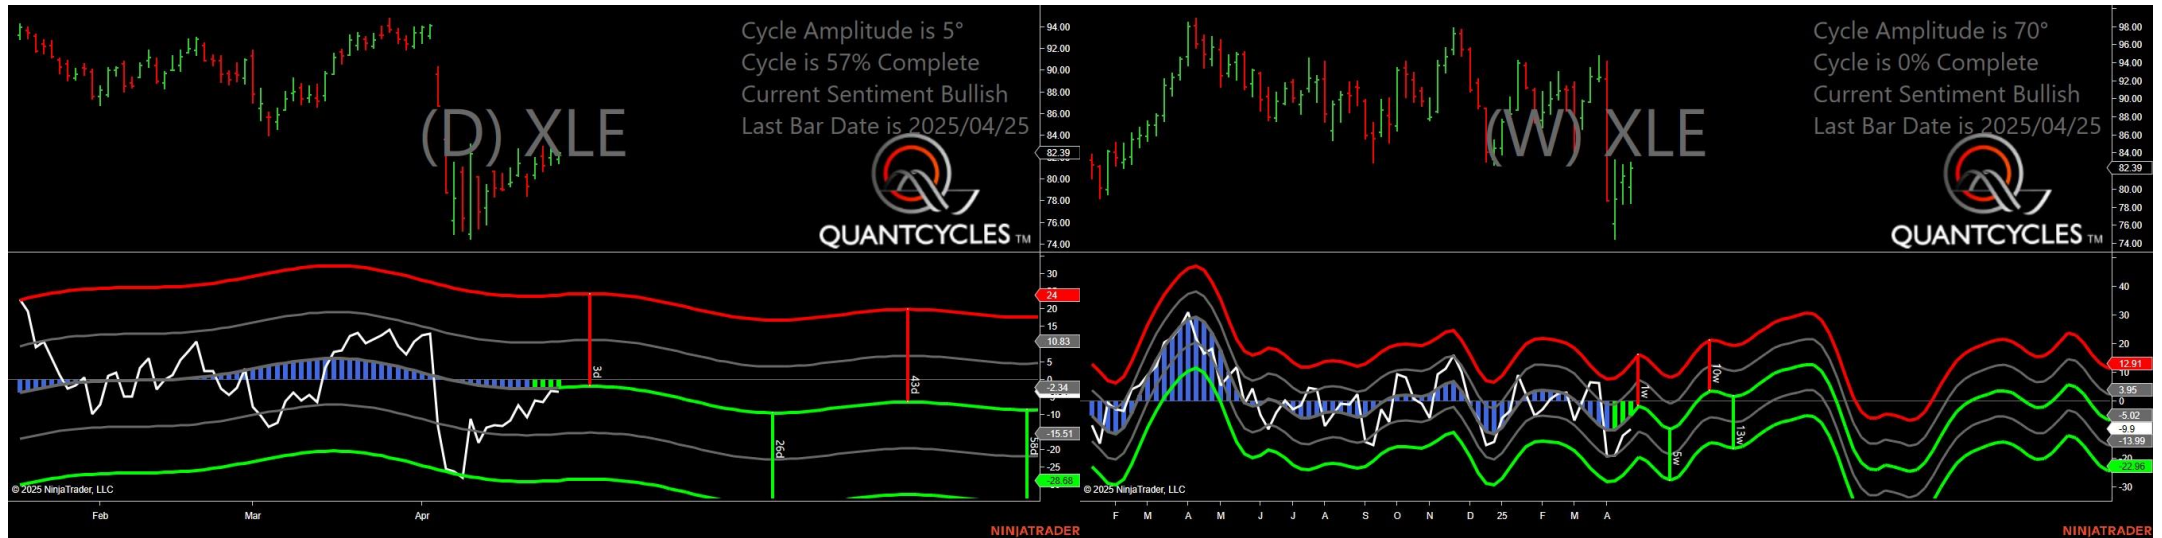 Cycle Amplitude is 5°
Cycle is 57% Complete
Current Sentiment Bullish
Last Bar Date is 2025/04/25
(D) XLE
QUANTCYCLES TM
94.00
92.00
90.00
88.00
86.00
84.00
82.39
80.00
78.00
76.00
74.00
30
24
20
15
10.83
5
0
-2.34
-10
-15.51
-20
-25
-28.68
3d
26d
43d
58d
© 2025 NinjaTrader, LLC
Feb Mar Apr
NINJATRADER
Cycle Amplitude is 70°
Cycle is 0% Complete
Current Sentiment Bullish
Last Bar Date is 2025/04/25
(W) XLE
QUANTCYCLES TM
98.00
96.00
94.00
92.00
90.00
88.00
86.00
84.00
82.39
80.00
78.00
76.00
74.00
40
30
20
12.91
10
3.95
0
-5.02
-9.9
-13.99
-22.96
-30
1w
5w
10w
13w
© 2025 NinjaTrader, LLC
F M A M J J A S O N D 25 F M A
NINJATRADER